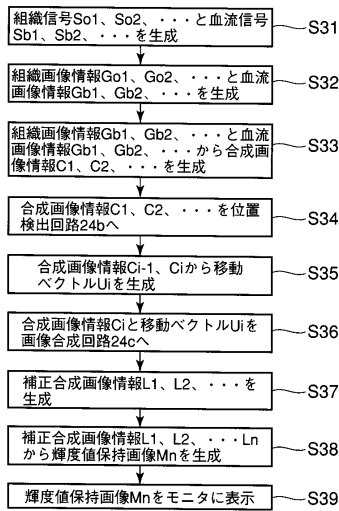 組織信号So1、So2、・・・と血流信号
Sb1、Sb2、・・・を生成
S31
組織画像情報Go1、Go2、・・・と血流
画像情報Gb1、Gb2、・・・を生成
S32
組織画像情報Gb1、Gb2、・・・と血流
画像情報Gb1、Gb2、・・・から合成画
像情報C1、C2、・・・を生成
S33
合成画像情報C1、C2、・・・を位置
検出回路24bへ
S34
合成画像情報Ci-1、Ciから移動
ベクトルUiを生成
S35
合成画像情報Ciと移動ベクトルUiを
画像合成回路24cへ
S36
補正合成画像情報L1、L2、・・・を
生成
S37
補正合成画像情報L1、L2、・・・Ln
から輝度値保持画像Mnを生成
S38
輝度値保持画像Mnをモニタに表示
S39